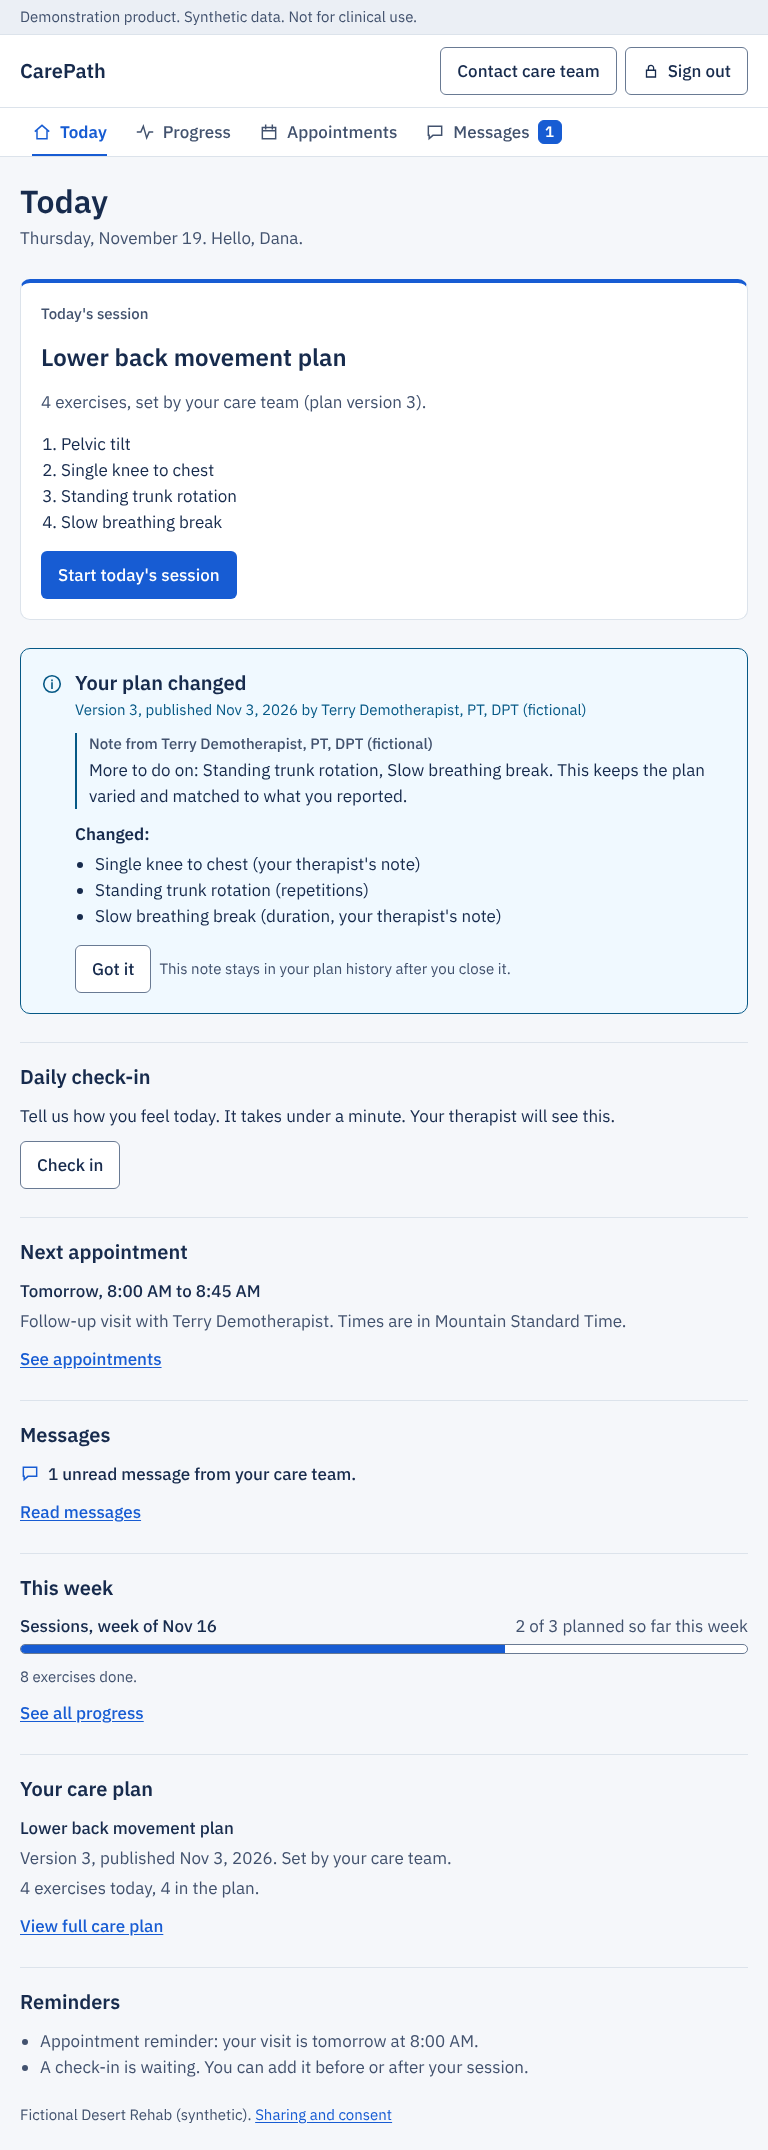 Demonstration product. Synthetic data. Not for clinical use.
CarePath
Contact care team
Sign out
Today
Progress
Appointments
Messages 1
Today
Thursday, November 19. Hello, Dana.
Today's session
Lower back movement plan
4 exercises, set by your care team (plan version 3).
1. Pelvic tilt
2. Single knee to chest
3. Standing trunk rotation
4. Slow breathing break
Start today's session
Your plan changed
Version 3, published Nov 3, 2026 by Terry Demotherapist, PT, DPT (fictional)
Note from Terry Demotherapist, PT, DPT (fictional)
More to do on: Standing trunk rotation, Slow breathing break. This keeps the plan
varied and matched to what you reported.
Changed:
• Single knee to chest (your therapist's note)
• Standing trunk rotation (repetitions)
• Slow breathing break (duration, your therapist's note)
Got it
This note stays in your plan history after you close it.
Daily check-in
Tell us how you feel today. It takes under a minute. Your therapist will see this.
Check in
Next appointment
Tomorrow, 8:00 AM to 8:45 AM
Follow-up visit with Terry Demotherapist. Times are in Mountain Standard Time.
See appointments
Messages
1 unread message from your care team.
Read messages
This week
Sessions, week of Nov 16
2 of 3 planned so far this week
8 exercises done.
See all progress
Your care plan
Lower back movement plan
Version 3, published Nov 3, 2026. Set by your care team.
4 exercises today, 4 in the plan.
View full care plan
Reminders
• Appointment reminder: your visit is tomorrow at 8:00 AM.
• A check-in is waiting. You can add it before or after your session.
Fictional Desert Rehab (synthetic). Sharing and consent